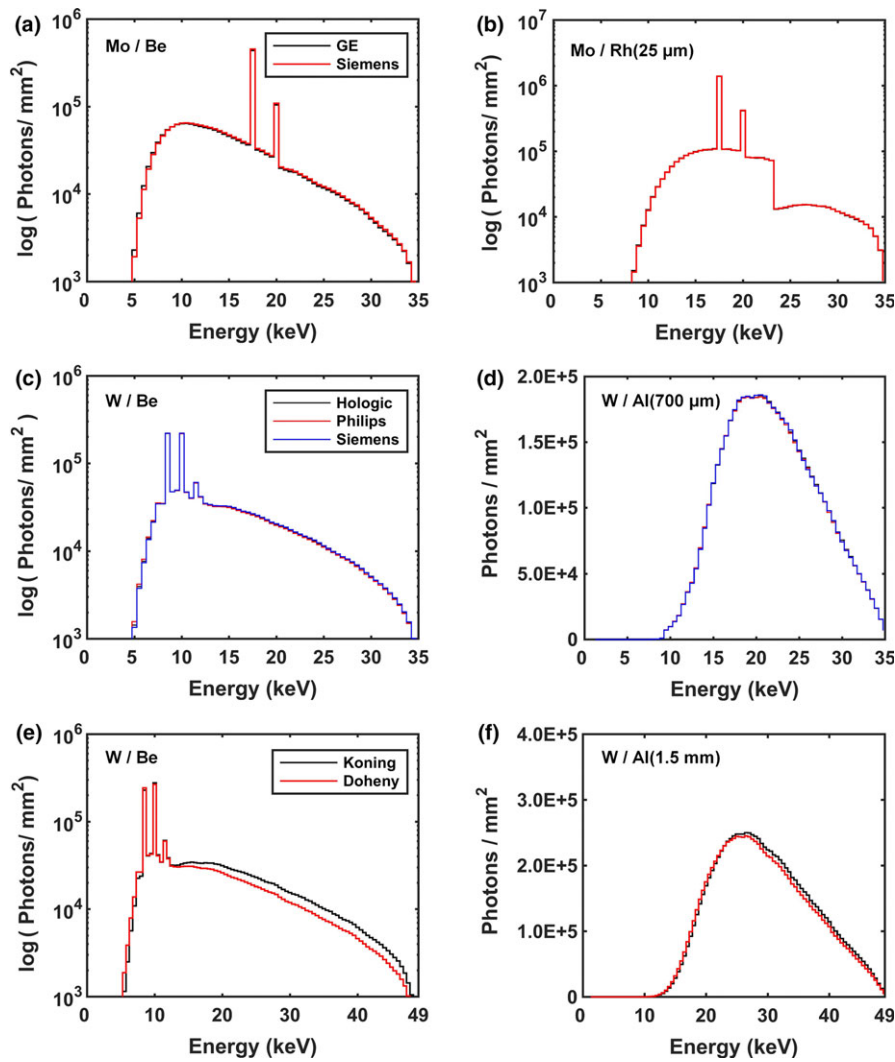 (a)
Mo / Be
GE
Siemens
10^6
10^5
10^4
10^3
log( Photons/ mm^2)
0 5 10 15 20 25 30 35
Energy (keV)
(b)
Mo / Rh(25 µm)
10^7
10^6
10^5
10^4
10^3
log( Photons/ mm^2)
0 5 10 15 20 25 30 35
Energy (keV)
(c)
W / Be
Hologic
Philips
Siemens
10^6
10^5
10^4
10^3
log( Photons/ mm^2)
0 5 10 15 20 25 30 35
Energy (keV)
(d)
W / Al(700 µm)
2.0E+5
1.5E+5
1.0E+5
5.0E+4
0
Photons / mm^2
0 5 10 15 20 25 30 35
Energy (keV)
(e)
W / Be
Koning
Doheny
10^6
10^5
10^4
10^3
log( Photons/ mm^2)
0 10 20 30 40 49
Energy (keV)
(f)
W / Al(1.5 mm)
4.0E+5
3.0E+5
2.0E+5
1.0E+5
0
Photons / mm^2
0 10 20 30 40 49
Energy (keV)